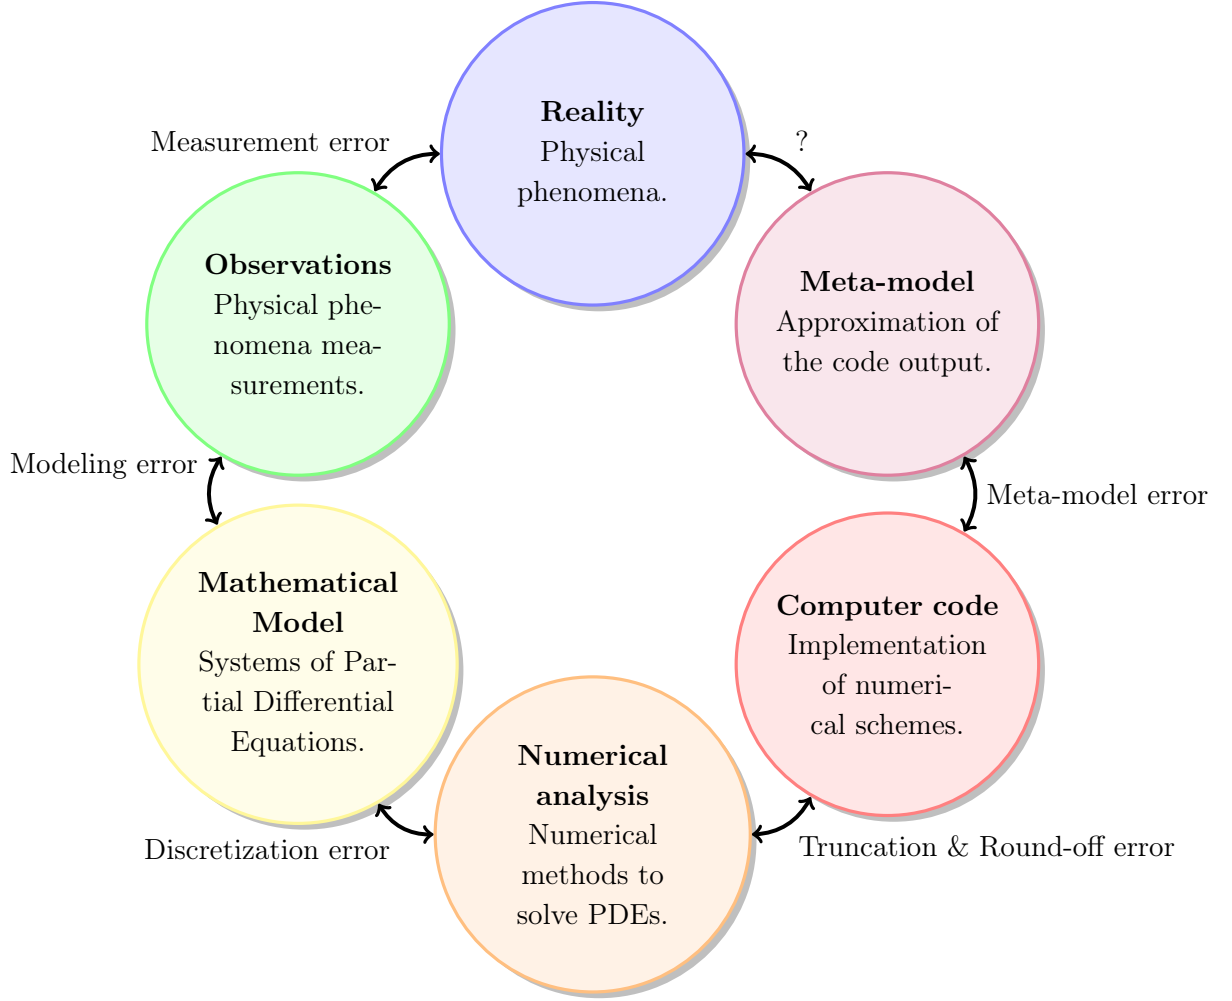 Reality
Physical
phenomena.
Measurement error
?
Observations
Physical phe-
nomena mea-
surements.
Meta-model
Approximation of
the code output.
Modeling error
Meta-model error
Mathematical
Model
Systems of Par-
tial Differential
Equations.
Computer code
Implementation
of numeri-
cal schemes.
Numerical
analysis
Numerical
methods to
solve PDEs.
Discretization error
Truncation & Round-off error